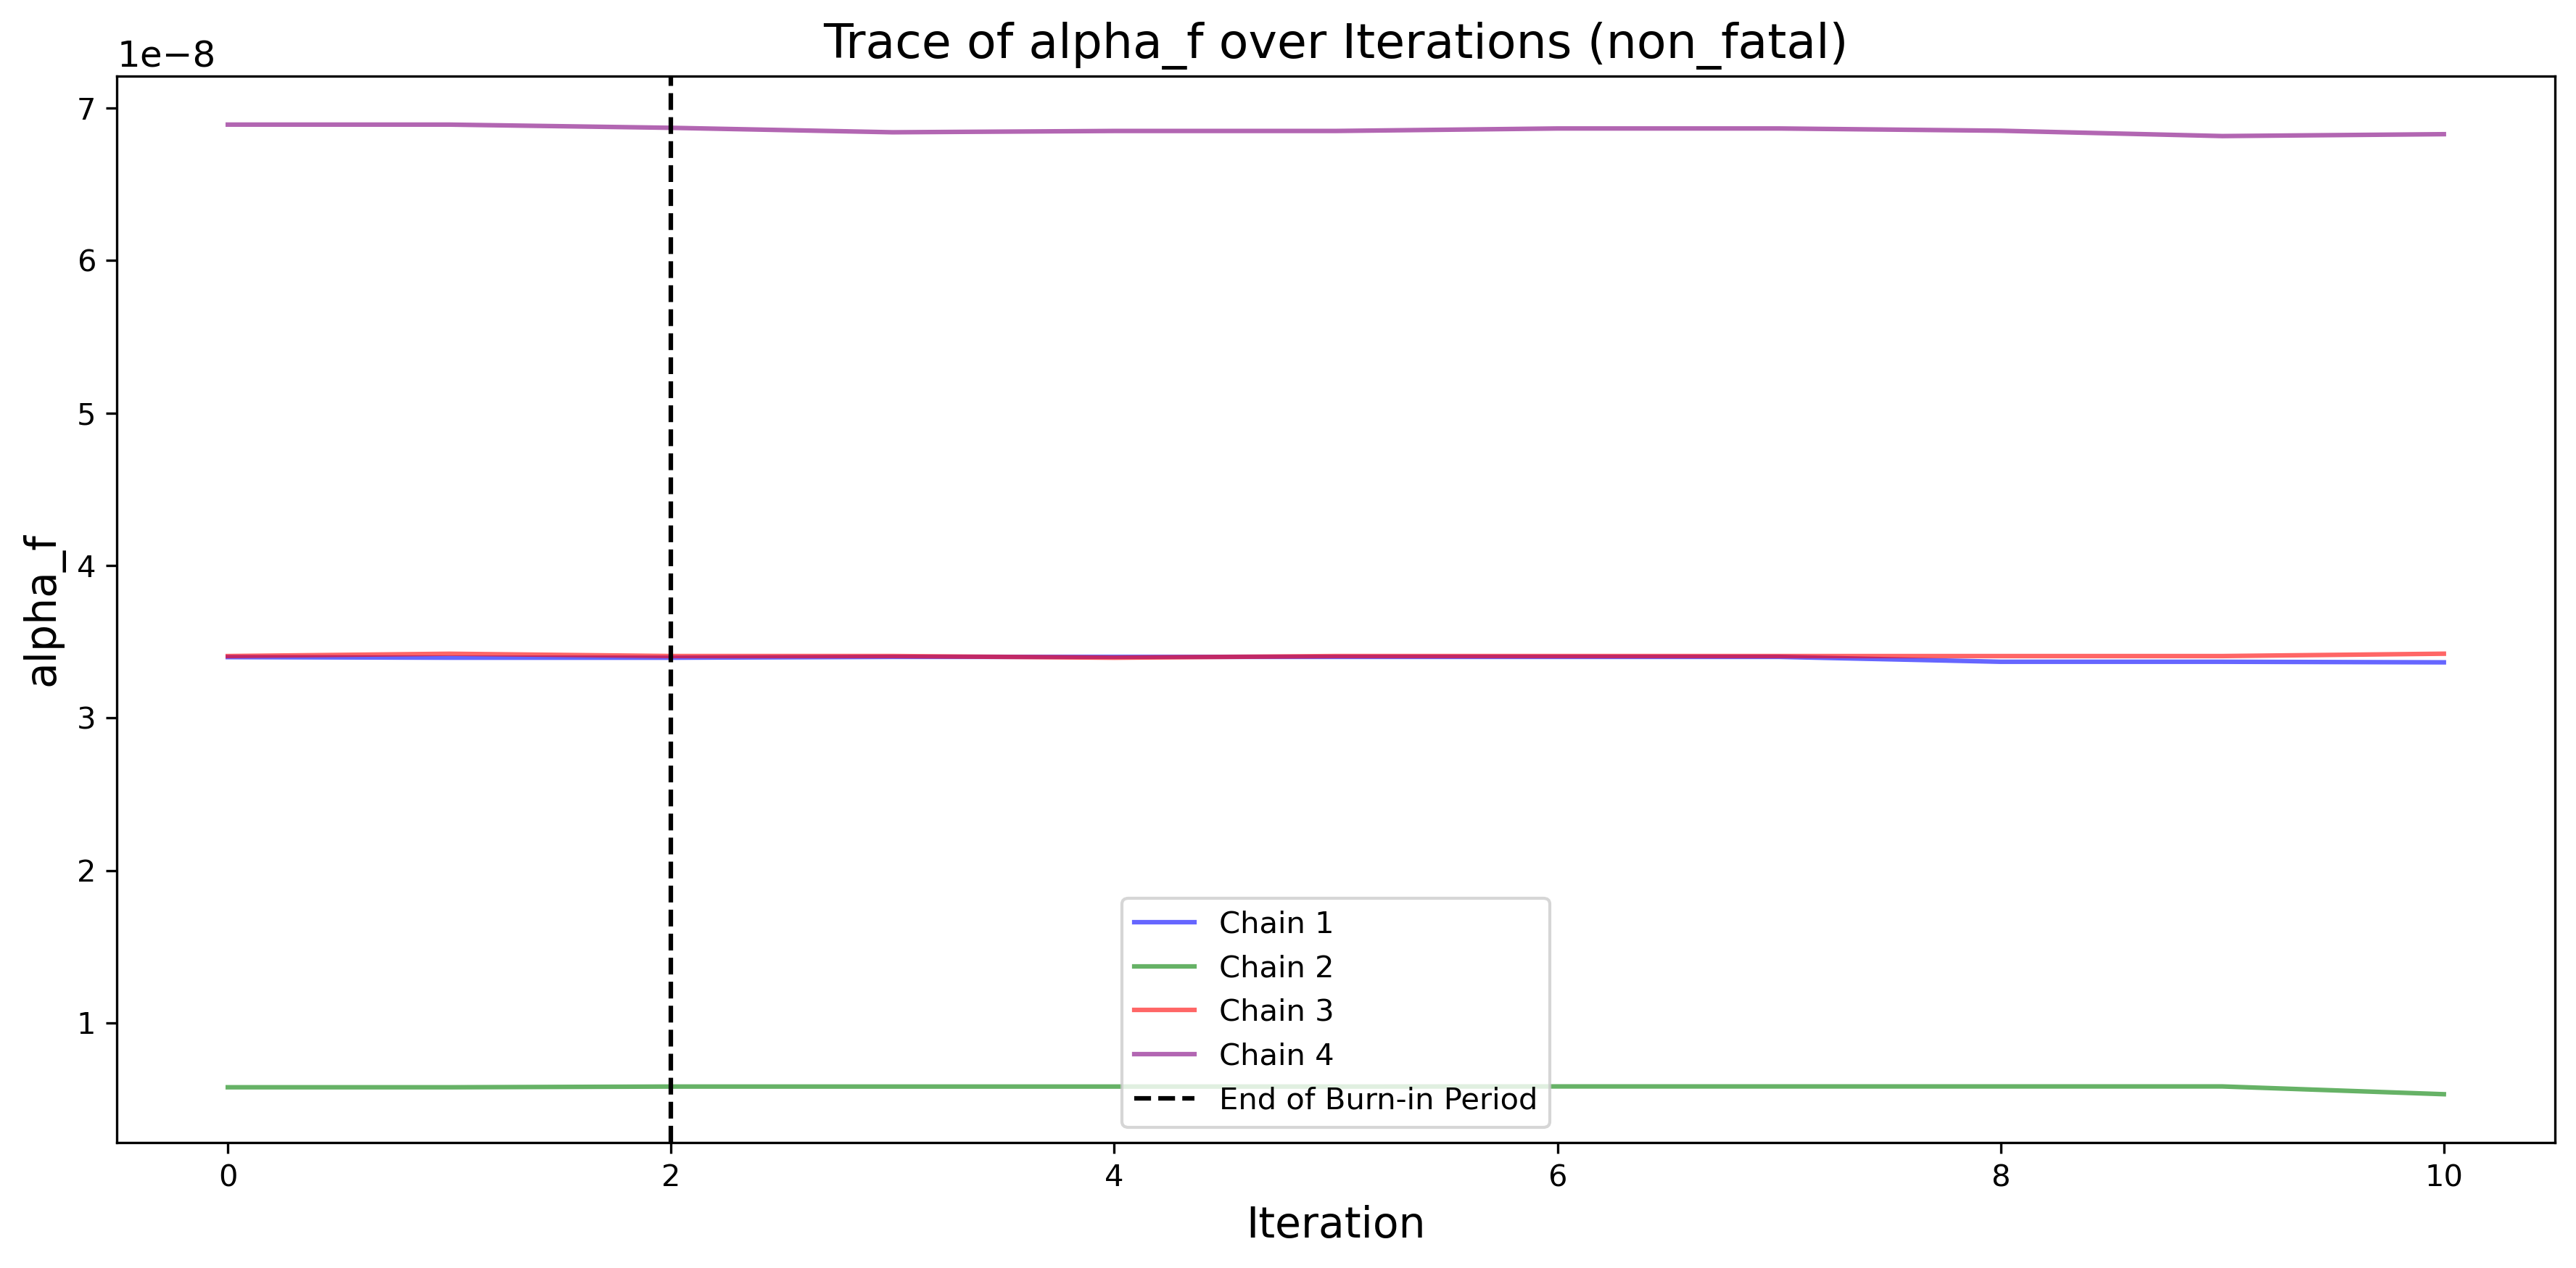 Trace of alpha_f over Iterations (non_fatal)
1e−8
7
6
5
4
3
2
1
alpha_f
Chain 1
Chain 2
Chain 3
Chain 4
End of Burn-in Period
0 2 4 6 8 10
Iteration